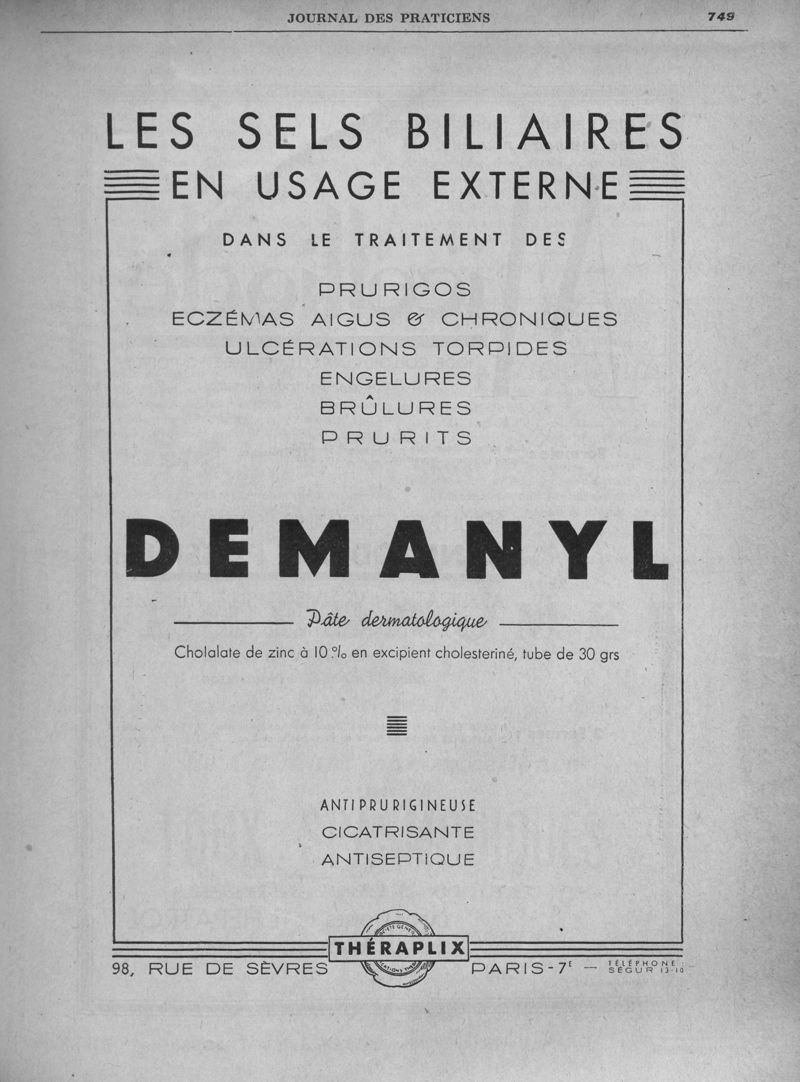 JOURNAL DES PRATICIENS
749
LES SELS BILIAIRES
EN USAGE EXTERNE
DANS LE TRAITEMENT DES
PRURIGOS
ECZÉMAS AIGUS & CHRONIQUES
ULCÉRATIONS TORPIDES
ENGELURES
BRÛLURES
PRURITS
DEMANYL
Pâte dermatologique
Cholalate de zinc à 10 % en excipient cholesteriné, tube de 30 grs
ANTIPRURIGINEUSE
CICATRISANTE
ANTISEPTIQUE
THÉRAPLIX
98, RUE DE SÈVRES
PARIS-7E — TÉLÉPHONE :
SÉGUR 13-10